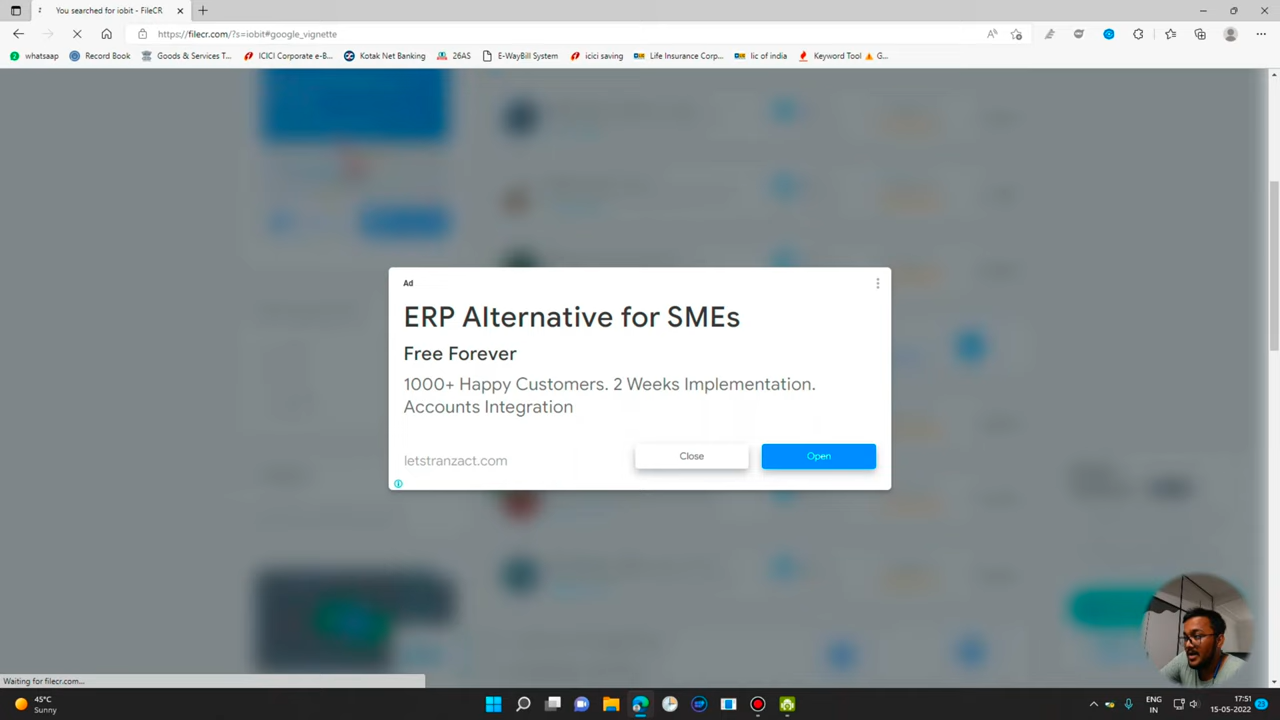 You searched for iobit - FileCR
https://filecr.com/?s=iobit#google_vignette
whatsaap Record Book Goods & Services T... ICICI Corporate e-B... Kotak Net Banking 26AS E-WayBill System icici saving Life Insurance Corp... lic of india Keyword Tool ⚠ G...
Ad
ERP Alternative for SMEs
Free Forever
1000+ Happy Customers. 2 Weeks Implementation.
Accounts Integration
letstranzact.com Close Open
Waiting for filecr.com...
45°C
Sunny
ENG
IN
17:51
15-05-2022